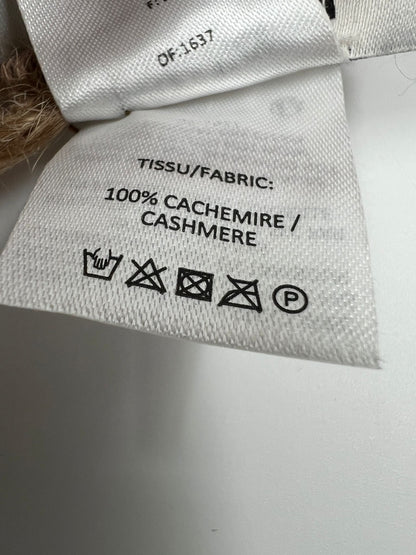 OF:1637
TISSU/FABRIC:
100% CACHEMIRE /
CASHMERE
P